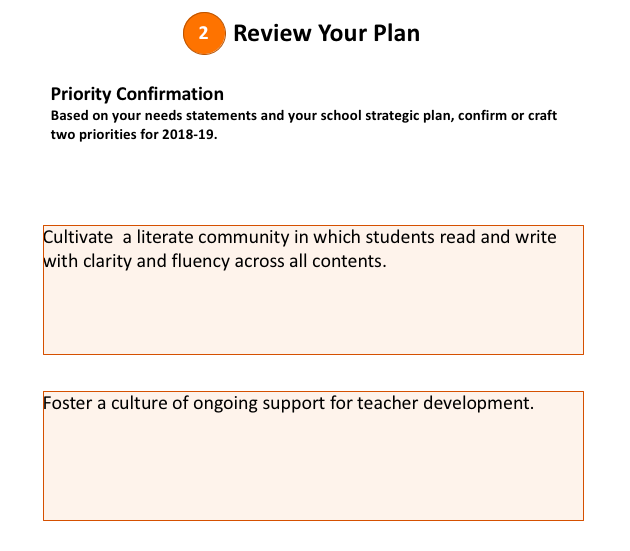 2 Review Your Plan
Priority Confirmation
Based on your needs statements and your school strategic plan, confirm or craft
two priorities for 2018-19.
Cultivate  a literate community in which students read and write
with clarity and fluency across all contents.
Foster a culture of ongoing support for teacher development.